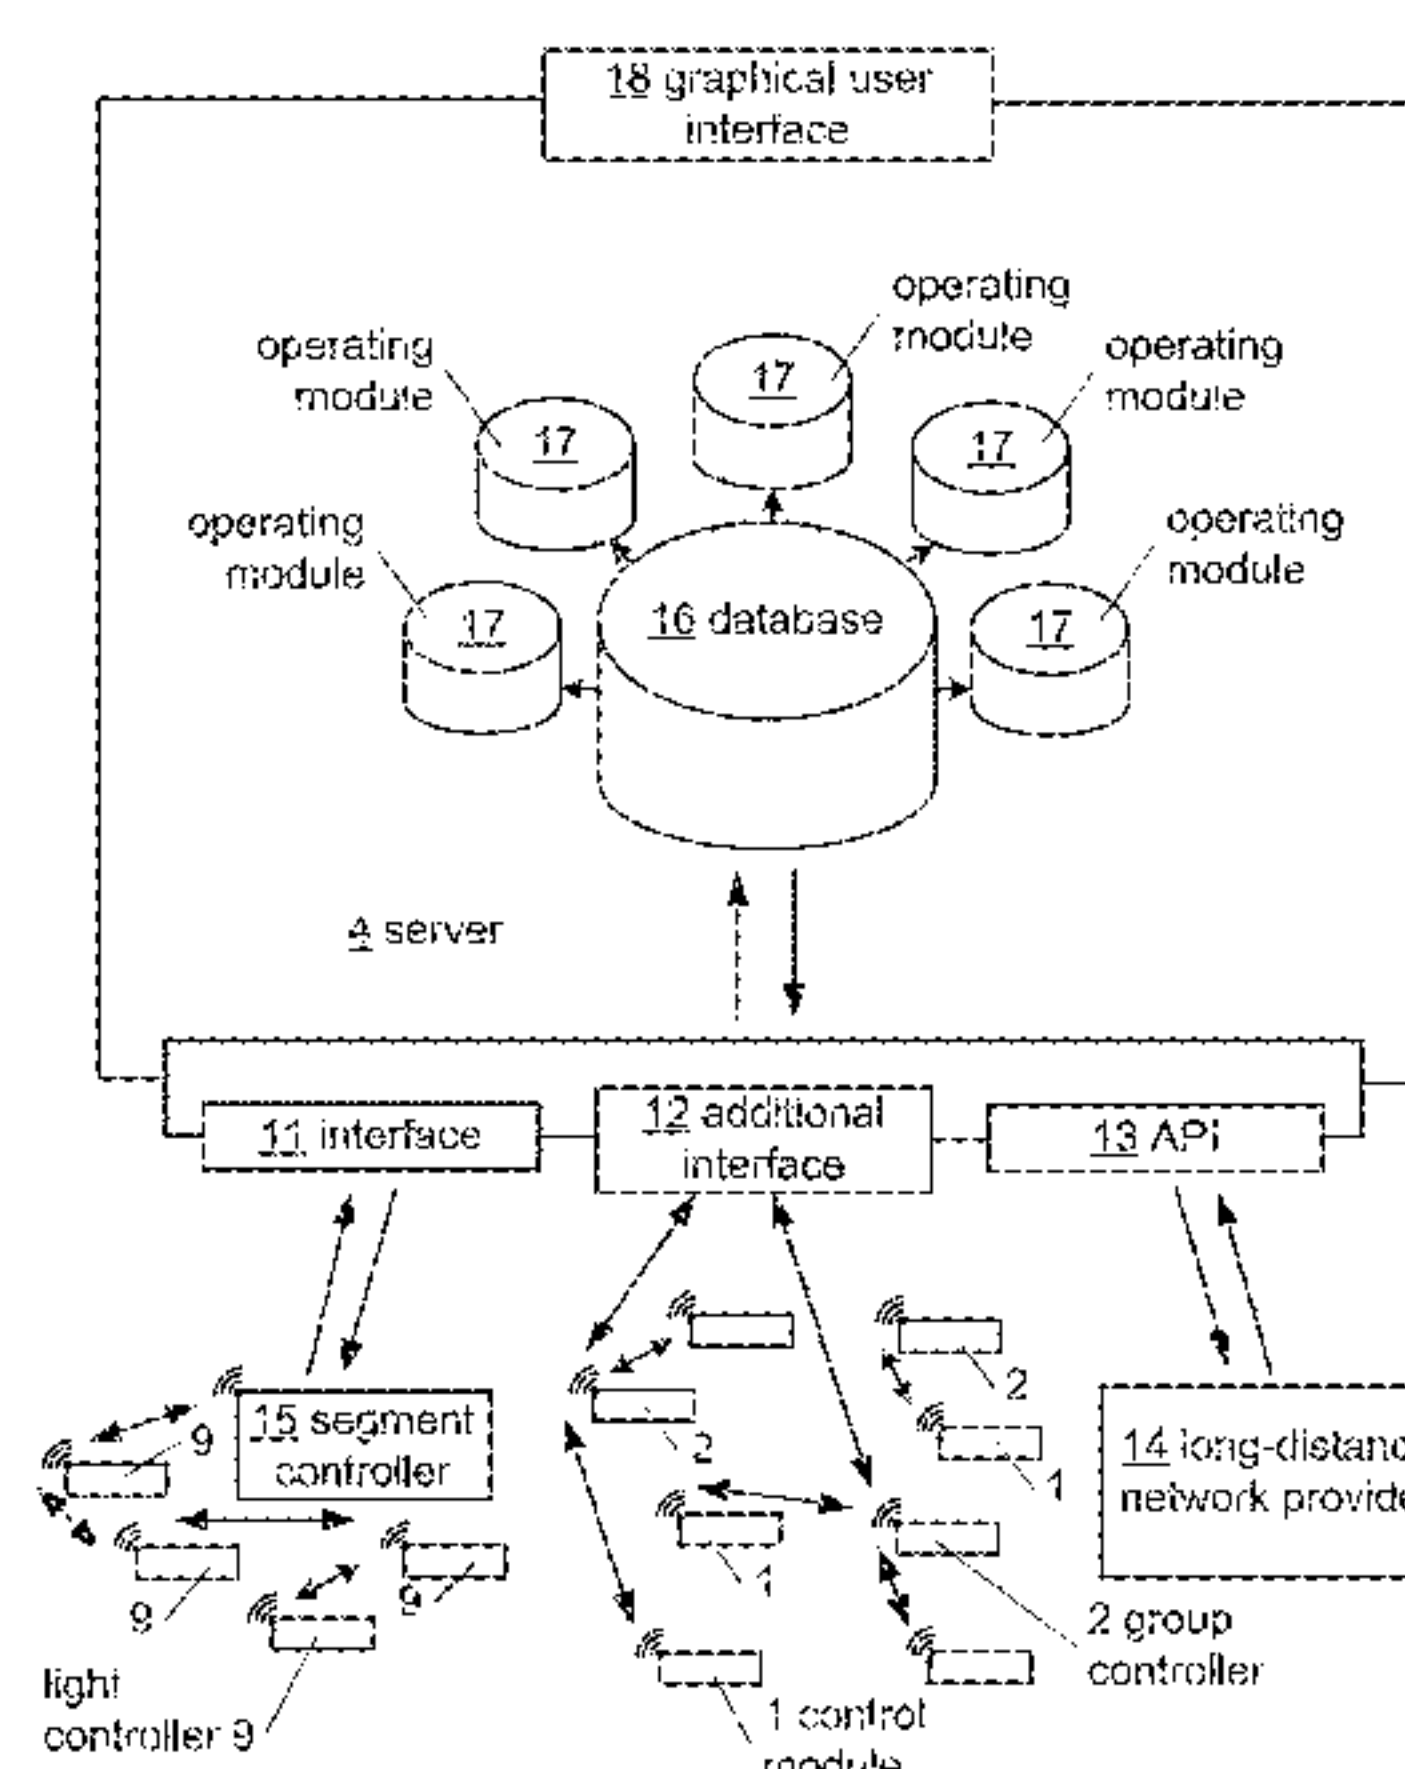 18 graphical user
interface
operating
module
operating
module
operating
module
operating
module
operating
module
17
17
17
17
17
16 database
4 server
11 interface
12 additional
interface
13 API
15 segment
controller
14 long-distanc
network provide
9
9
9
2
2
1
1
2 group
controller
light
controller 9
1 control
module